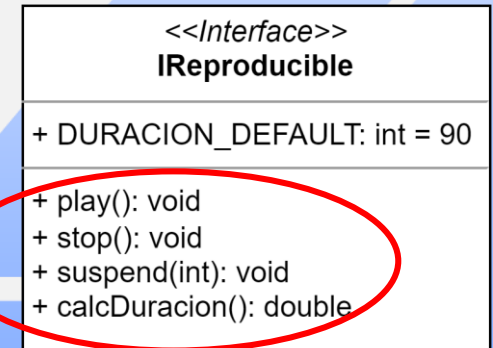 <<Interface>>
IReproducible
+ DURACION_DEFAULT: int = 90
+ play(): void
+ stop(): void
+ suspend(int): void
+ calcDuracion(): double